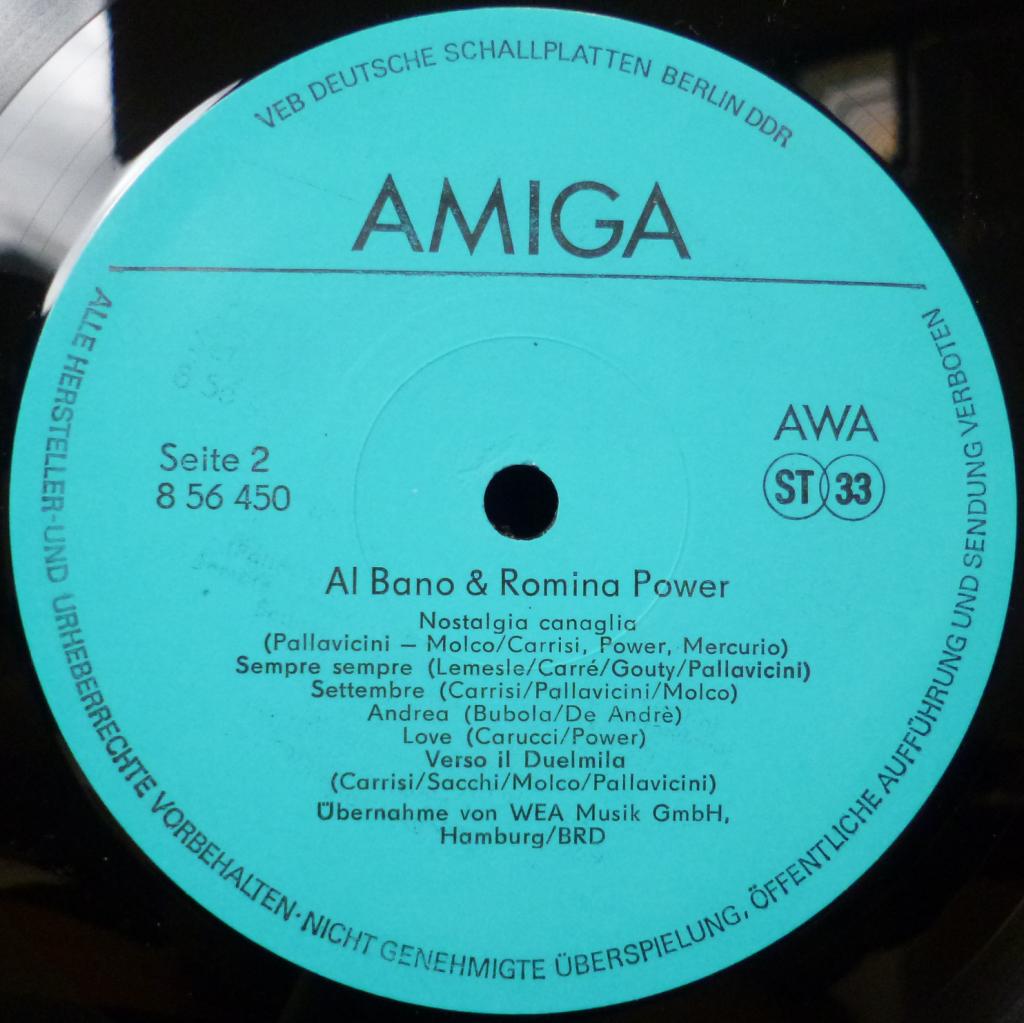 VEB DEUTSCHE SCHALLPLATTEN BERLIN DDR
AMIGA
Seite 2
8 56 450
AWA
ST 33
Al Bano & Romina Power
Nostalgia canaglia
(Pallavicini – Molco/Carrisi, Power, Mercurio)
Sempre sempre (Lemesle/Carré/Gouty/Pallavicini)
Settembre (Carrisi/Pallavicini/Molco)
Andrea (Bubola/De Andrè)
Love (Carucci/Power)
Verso il Duelmila
(Carrisi/Sacchi/Molco/Pallavicini)
Übernahme von WEA Musik GmbH,
Hamburg/BRD
ALLE HERSTELLER-UND URHEBERRECHTE VORBEHALTEN·NICHT GENEHMIGTE ÜBERSPIELUNG, ÖFFENTLICHE AUFFÜHRUNG UND SENDUNG VERBOTEN